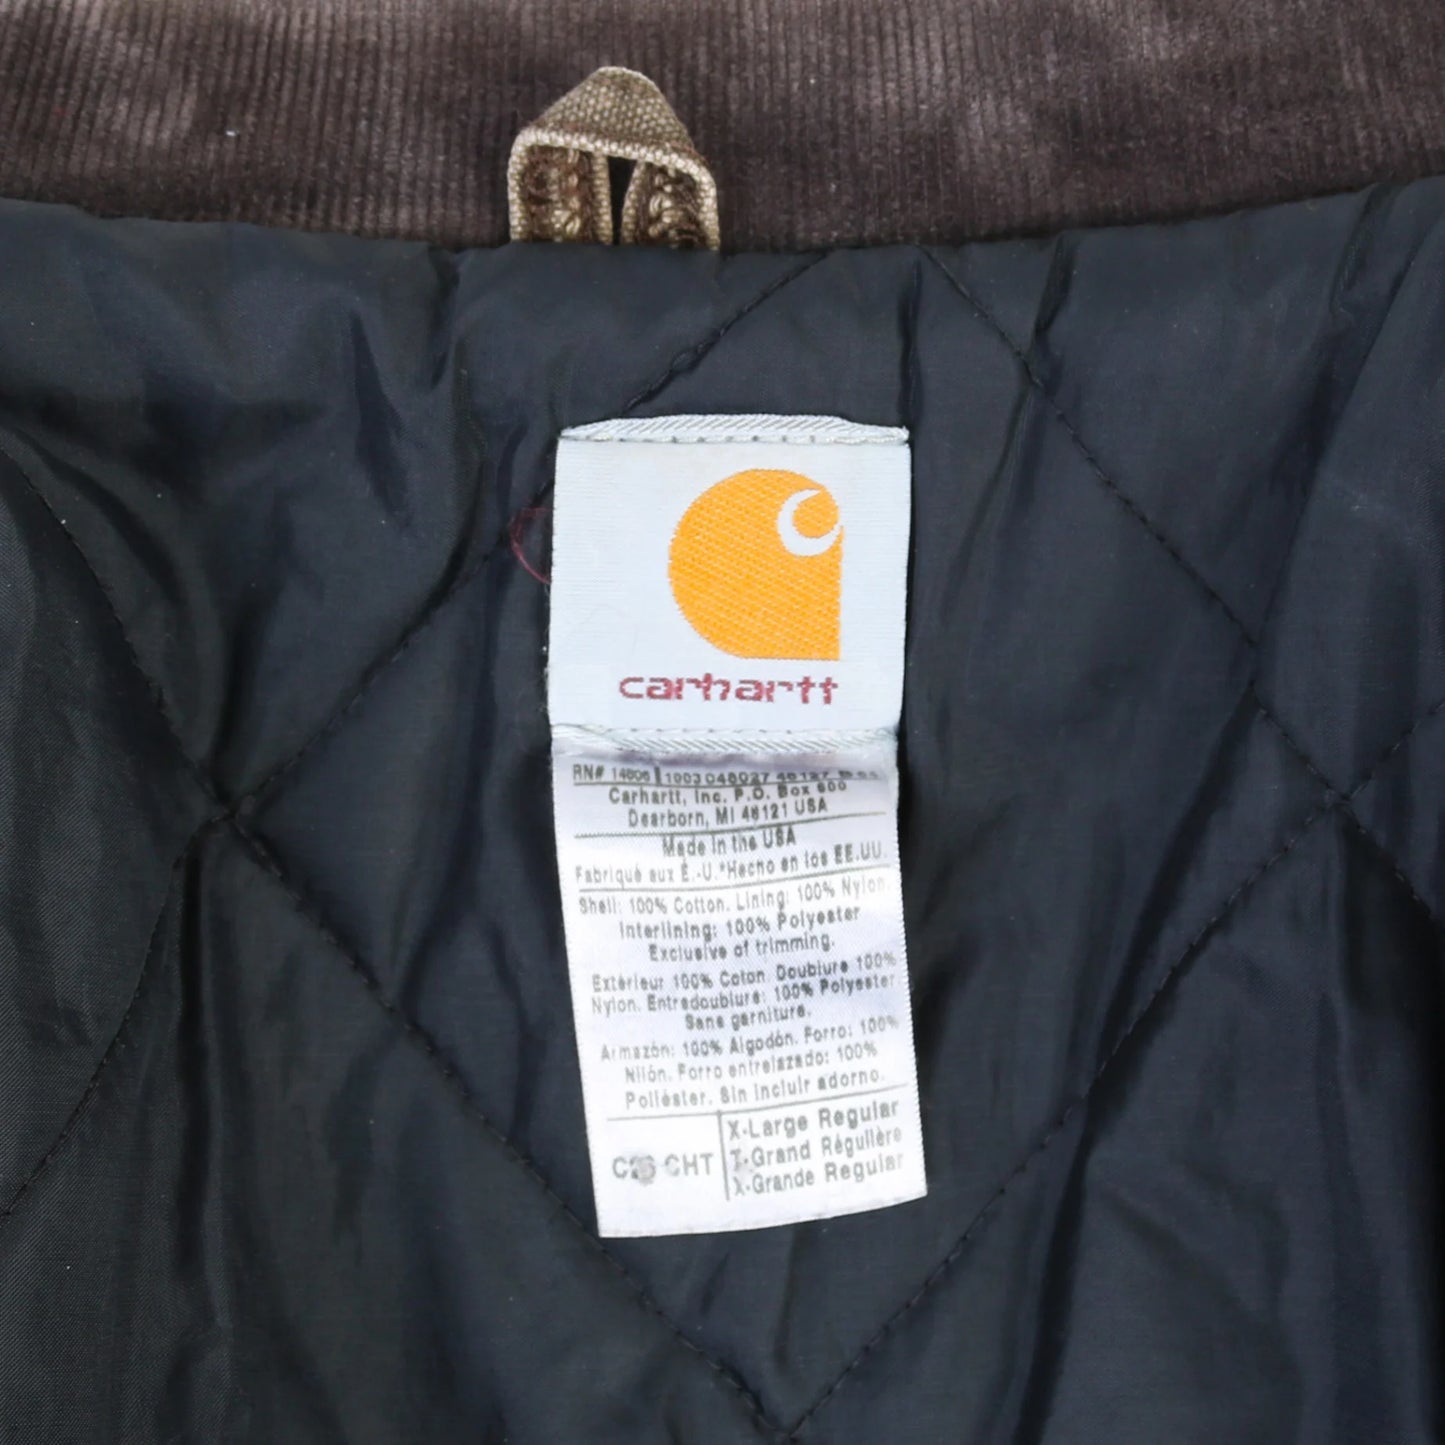 carhartt
RN# 14806 1003 048027
Carhartt, Inc. P.O. Box 600
Dearborn, MI 48121 USA
Made in the USA
Fabriqué aux É.-U.*Hecho en los EE.UU.
Shell: 100% Cotton. Lining: 100% Nylon.
Interlining: 100% Polyester
Exclusive of trimming.
Extérieur 100% Coton. Doublure 100%
Nylon. Entredoublure: 100% Polyester
Sans garniture.
Armazón: 100% Algodón. Forro: 100%
Nilón. Forro entrelazado: 100%
Poliéster. Sin incluir adorno.
CHT
X-Large Regular
T-Grand Régulière
X-Grande Regular